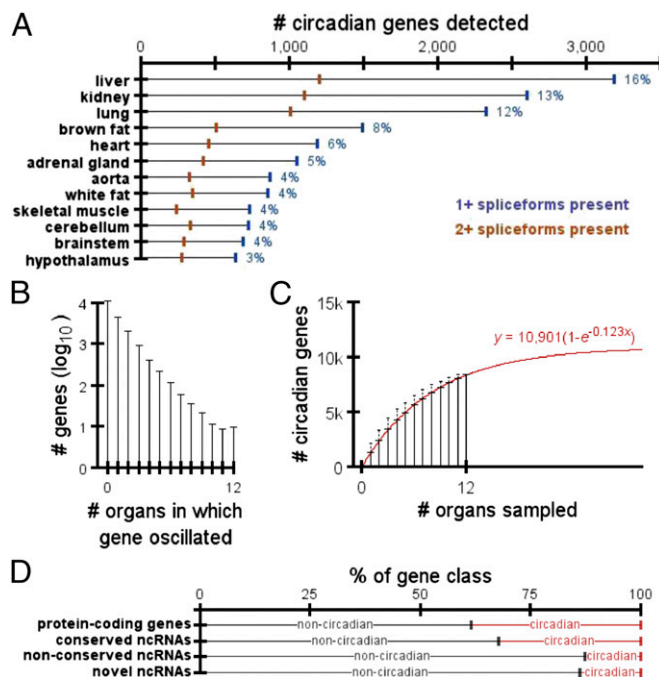 A
# circadian genes detected
0 1,000 2,000 3,000
liver 16%
kidney 13%
lung 12%
brown fat 8%
heart 6%
adrenal gland 5%
aorta 4%
white fat 4%
skeletal muscle 4%
cerebellum 4%
brainstem 4%
hypothalamus 3%
1+ spliceforms present
2+ spliceforms present
B
# genes (log10)
4
3
2
1
0
0 12
# organs in which
gene oscillated
C
# circadian genes
15k
10k
5k
0
y = 10,901(1-e^-0.123x)
0 12
# organs sampled
D
% of gene class
0 25 50 75 100
protein-coding genes non-circadian circadian
conserved ncRNAs non-circadian circadian
non-conserved ncRNAs non-circadian circadian
novel ncRNAs non-circadian circadian